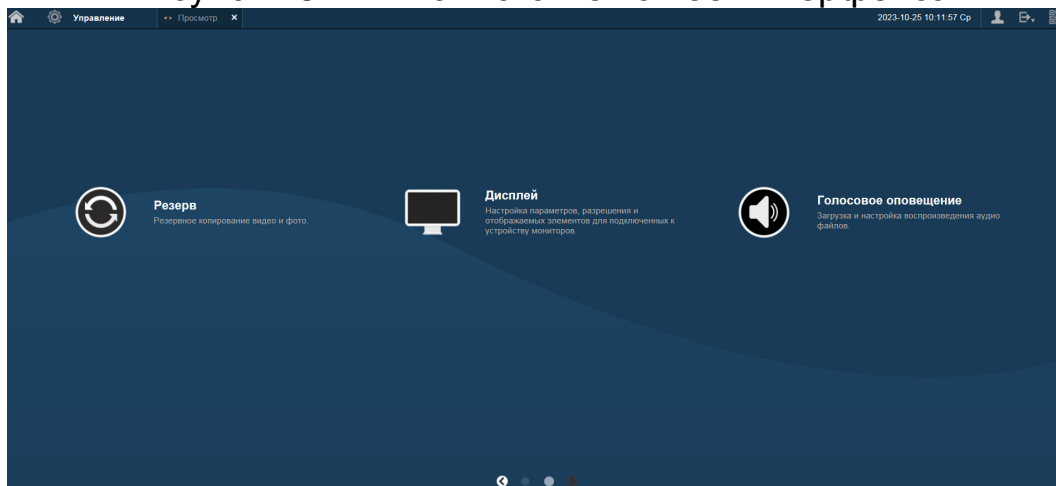 Управление
Просмотр
2023-10-25 10:11:57 Ср
Резерв
Резервное копирование видео и фото.
Дисплей
Настройка параметров, разрешения и
отображаемых элементов для подключенных к
устройству мониторов.
Голосовое оповещение
Загрузка и настройка воспроизведения аудио
файлов.